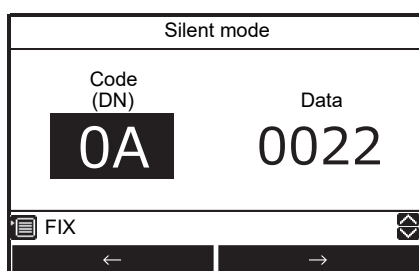 Silent mode
Code
(DN)
Data
0A
0022
FIX
← →